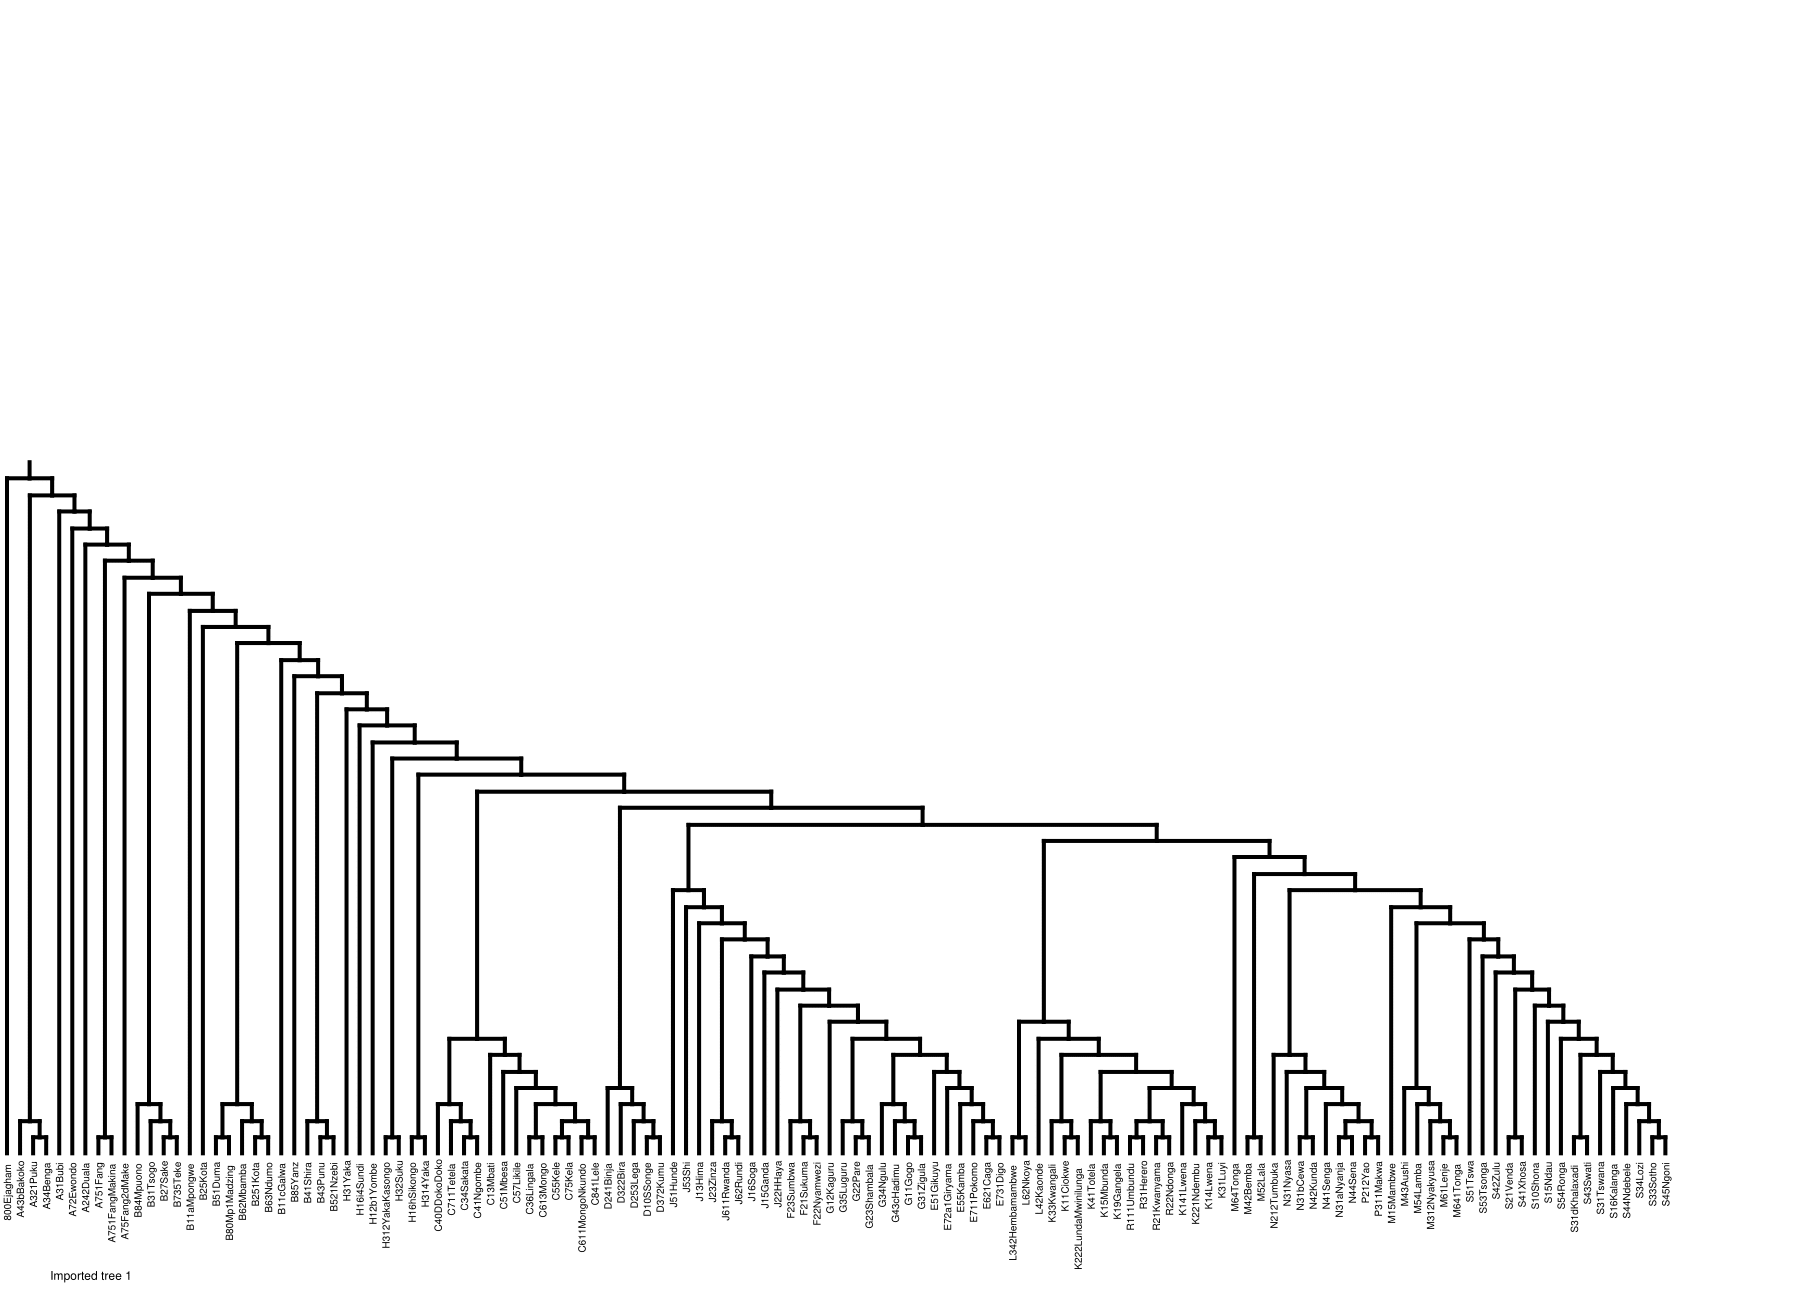 800Ejagham
A43bBakoko
A321Puku
A34Benga
A31Bubi
A72Ewondo
A242Duala
A751Fang
A751FangMakina
A75Fang2dMake
B84Mpuono
B31Tsogo
B27Sake
B735Teke
B11aMpongwe
B25Kota
B51Duma
B80Mp1Madzing
B62Mbamba
B251Kota
B63Ndumo
B11cGalwa
B85Yanz
B41Shira
B43Punu
B521Nzebi
H31Yaka
H164Sundi
H12b1Yombe
H312YakaKasongo
H32Suku
H16hSikongo
H314Yaka
C40DDokoDoKo
C711Tetela
C34Sakata
C41Ngombe
C13Mbati
C51Mbesa
C57Likile
C36Lingala
C613Mongo
C55Kele
C75Kela
C611MongoNkundo
C841Lele
D241Binja
D322Bira
D253Lega
D10SSonge
D372Kumu
J51Hunde
J53Shi
J13Hima
J23Zinza
J611Rwanda
J62Rundi
J16Soga
J15Ganda
J22HHaya
F23Sumbwa
F21Sukuma
F22Nyamwezi
G12Kaguru
G35Luguru
G22Pare
G23Shambala
G34Ngulu
G43cHadimu
G11Gogo
G31Zigula
E51Gikuyu
E72a1Giryama
E55Kamba
E711Pokomo
E621Caga
E731Digo
L342Hembamambwe
L62Nkoya
L42Kaonde
K33Kwangali
K11Ciokwe
K222LundaMwinilunga
K41Totela
K15Mbunda
K19Gangela
R111Umbundu
R31Herero
R21Kwanyama
R22Ndonga
K141Lwena
K221Ndembu
K14Lwena
K31Luyi
M64Tonga
M42Bemba
M52Lala
N212Tumbuka
N31Nyasa
N31bCewa
N42Kunda
N41Senga
N31aNyanja
N44Sena
P212Yao
P311Makwa
M15Mambwe
M43Aushi
M54Lamba
M312Nyakyusa
M61Lenje
M641Tonga
S51Tswa
S53Tsonga
S42Zulu
S21Venda
S41Xhosa
S10Shona
S15Ndau
S54Ronga
S31dKhalaxadi
S43Swati
S31Tswana
S16Kalanga
S44Ndebele
S34Lozi
S33Sotho
S45Ngoni
Imported tree 1